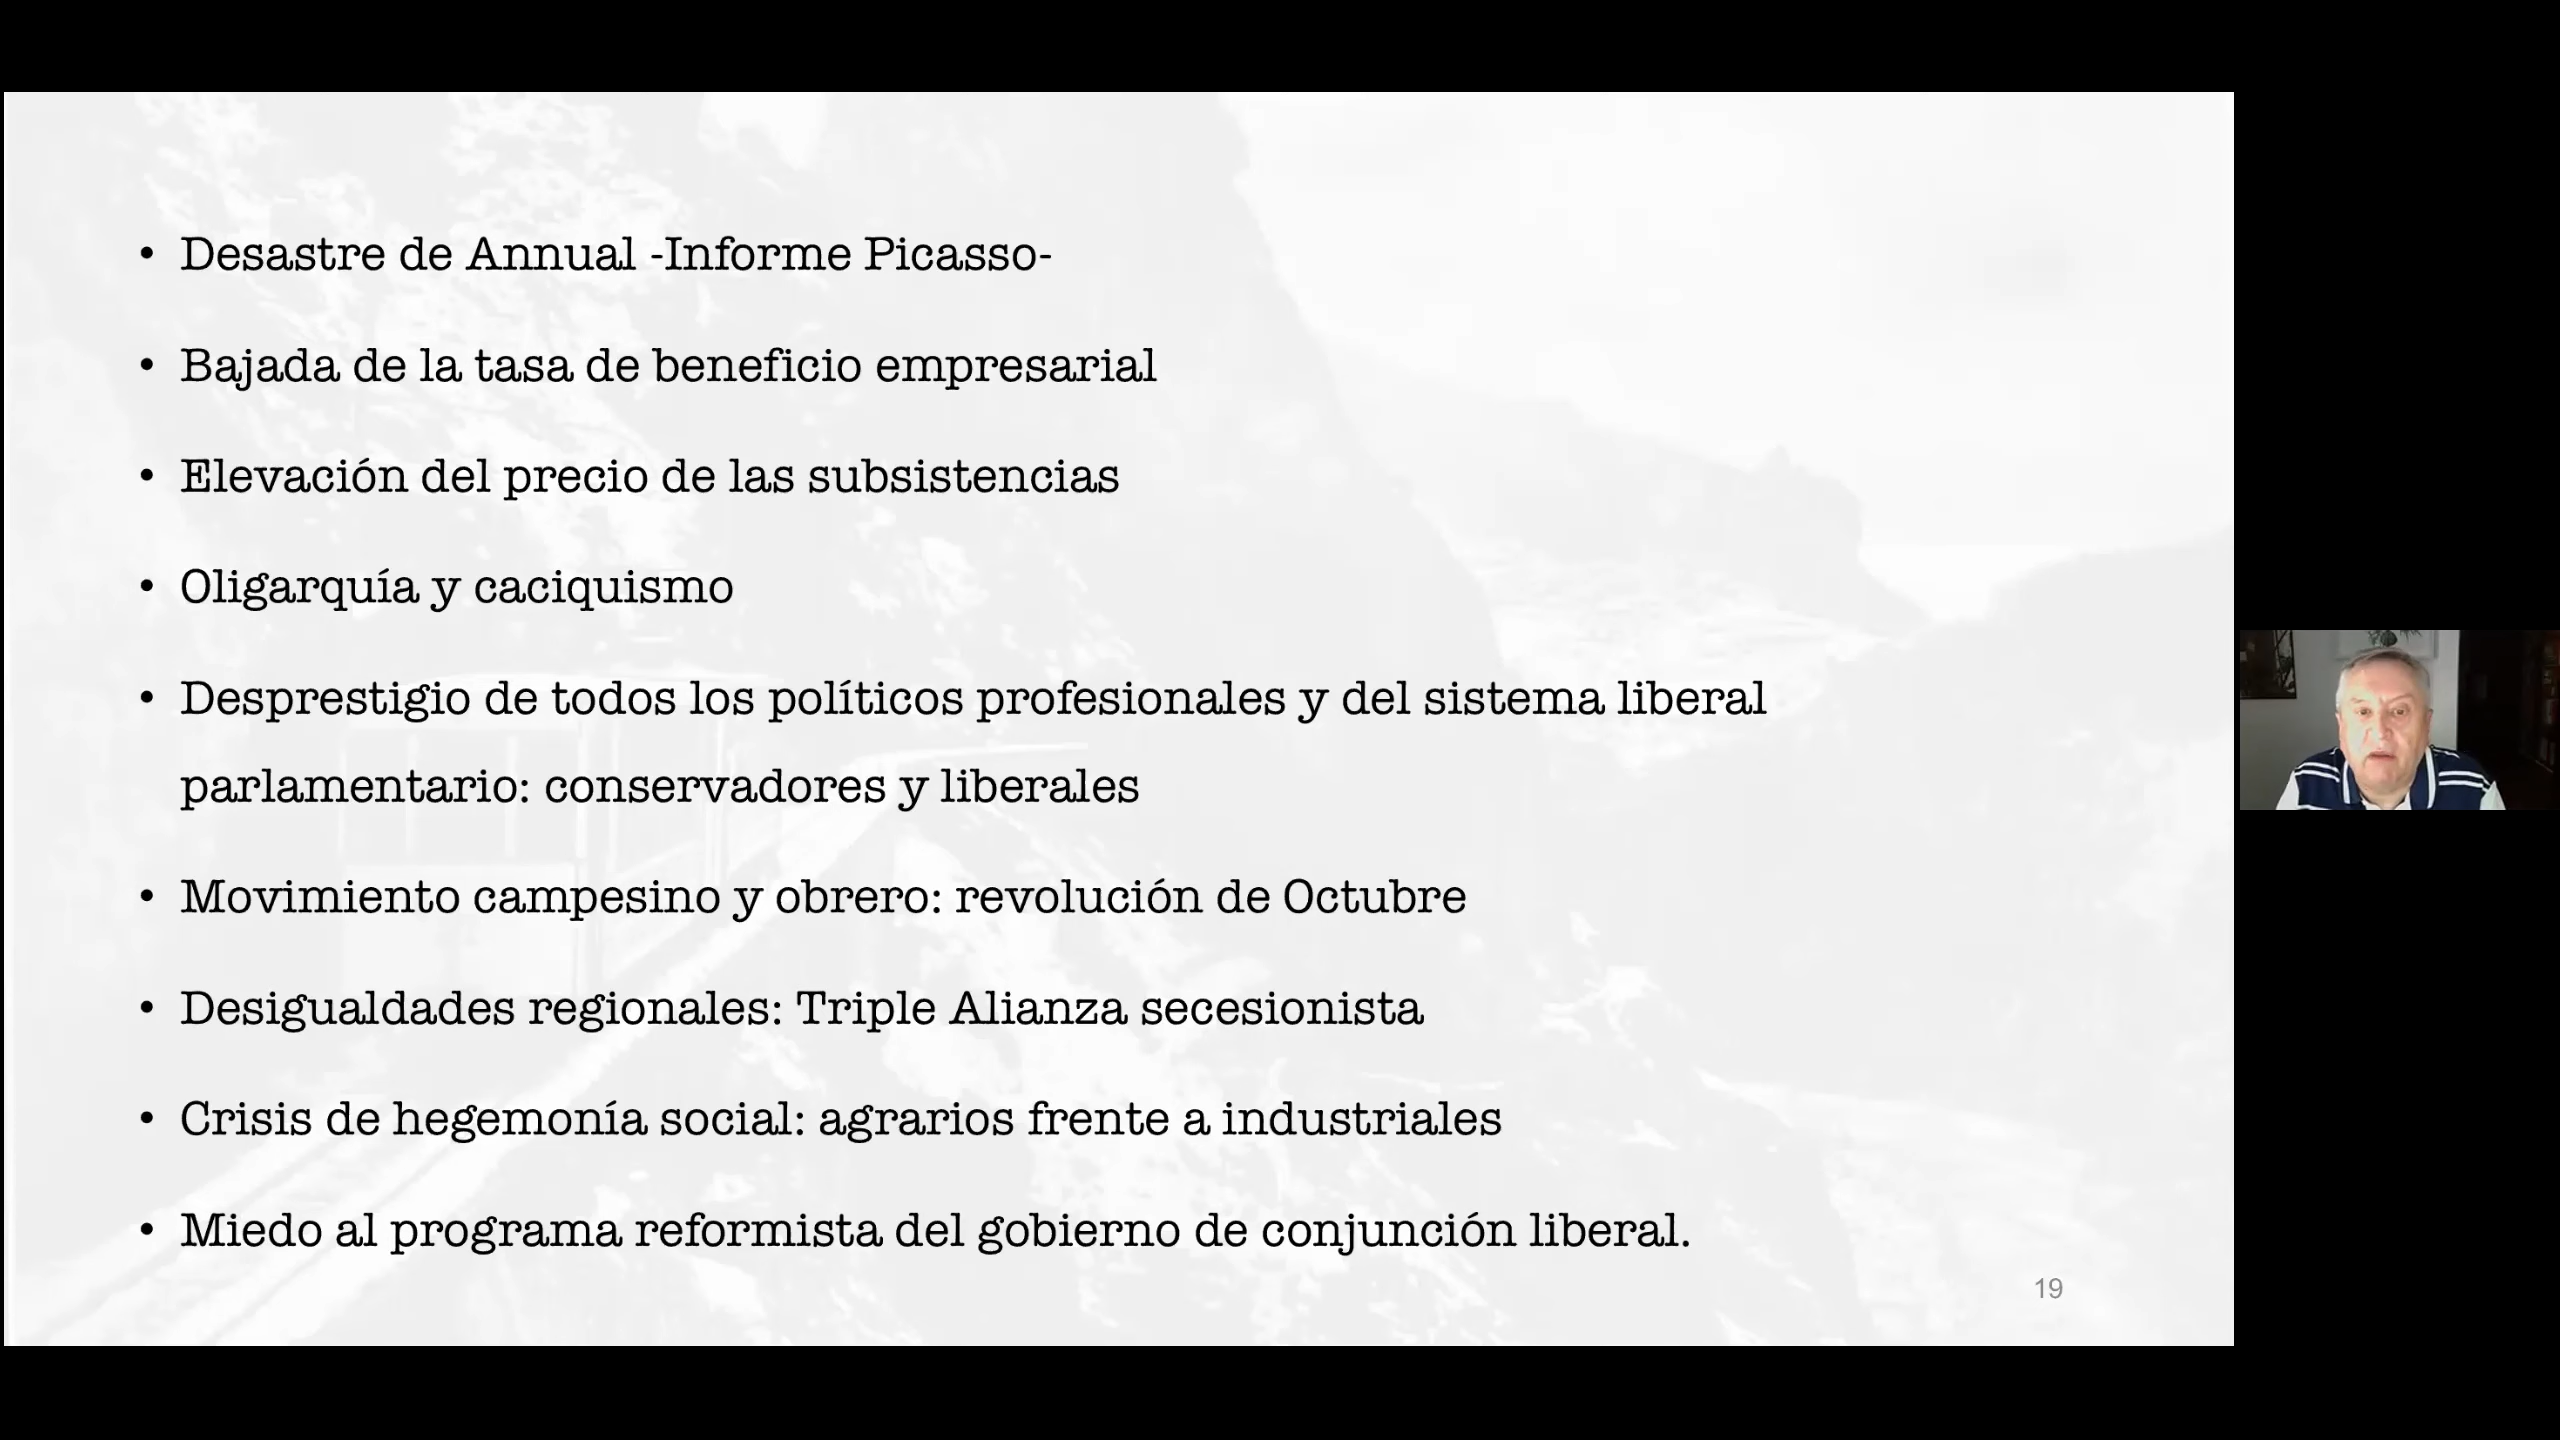 • Desastre de Annual -Informe Picasso-
• Bajada de la tasa de beneficio empresarial
• Elevación del precio de las subsistencias
• Oligarquía y caciquismo
• Desprestigio de todos los políticos profesionales y del sistema liberal
parlamentario: conservadores y liberales
• Movimiento campesino y obrero: revolución de Octubre
• Desigualdades regionales: Triple Alianza secesionista
• Crisis de hegemonía social: agrarios frente a industriales
• Miedo al programa reformista del gobierno de conjunción liberal.
19